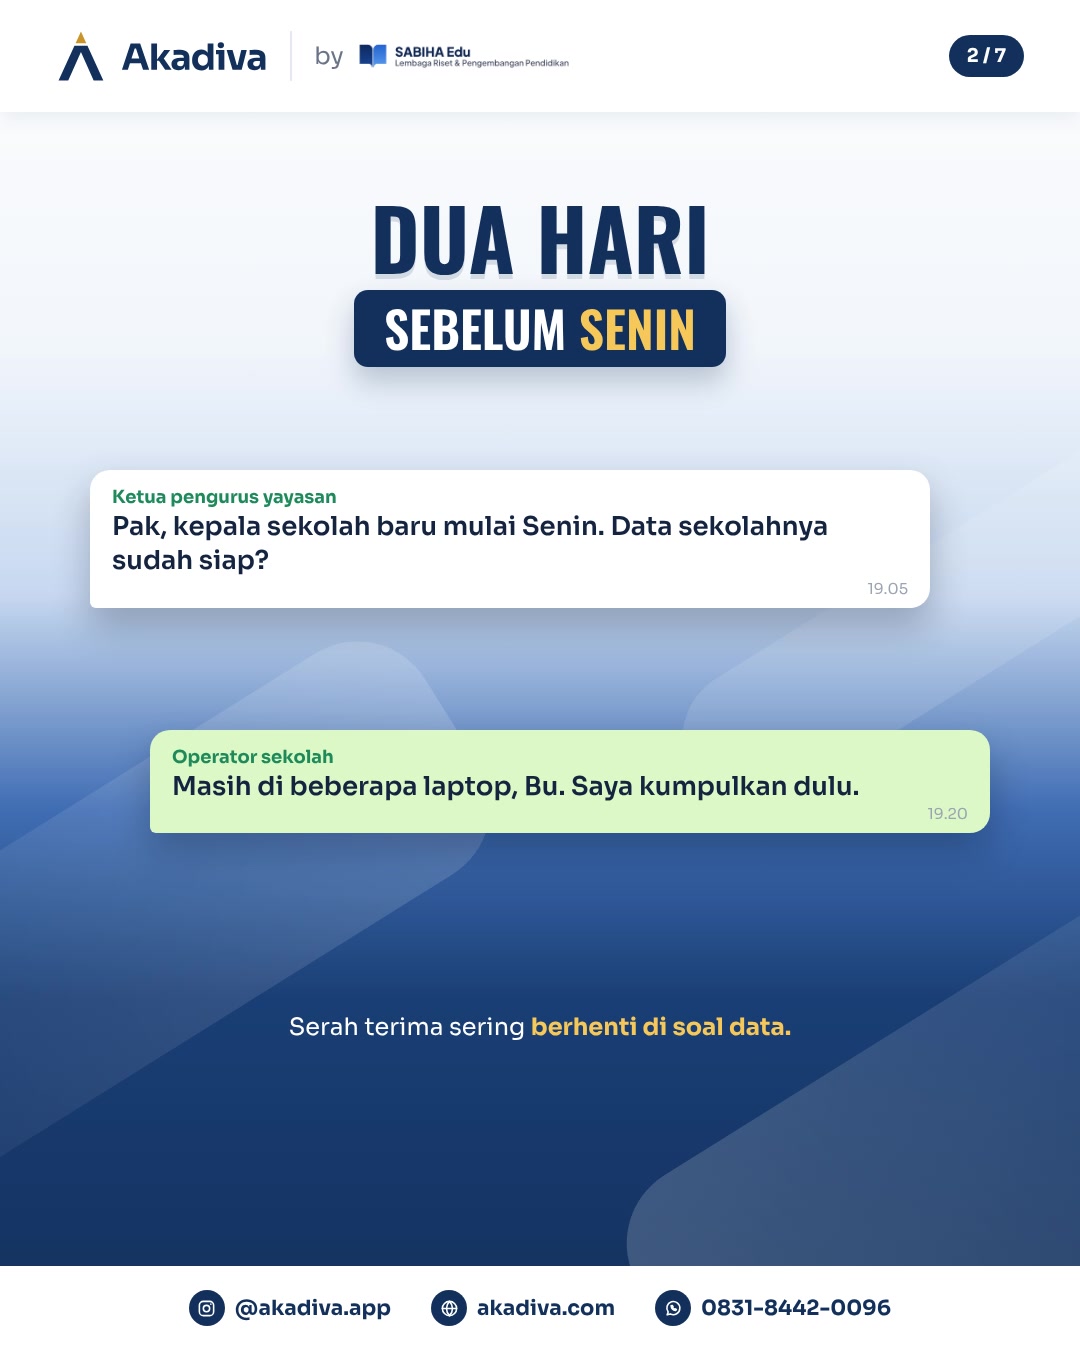 Akadiva
by
SABIHA Edu
Lembaga Riset & Pengembangan Pendidikan
2 / 7
DUA HARI
SEBELUM SENIN
Ketua pengurus yayasan
Pak, kepala sekolah baru mulai Senin. Data sekolahnya
sudah siap?
19.05
Operator sekolah
Masih di beberapa laptop, Bu. Saya kumpulkan dulu.
19.20
Serah terima sering berhenti di soal data.
@akadiva.app
akadiva.com
0831-8442-0096